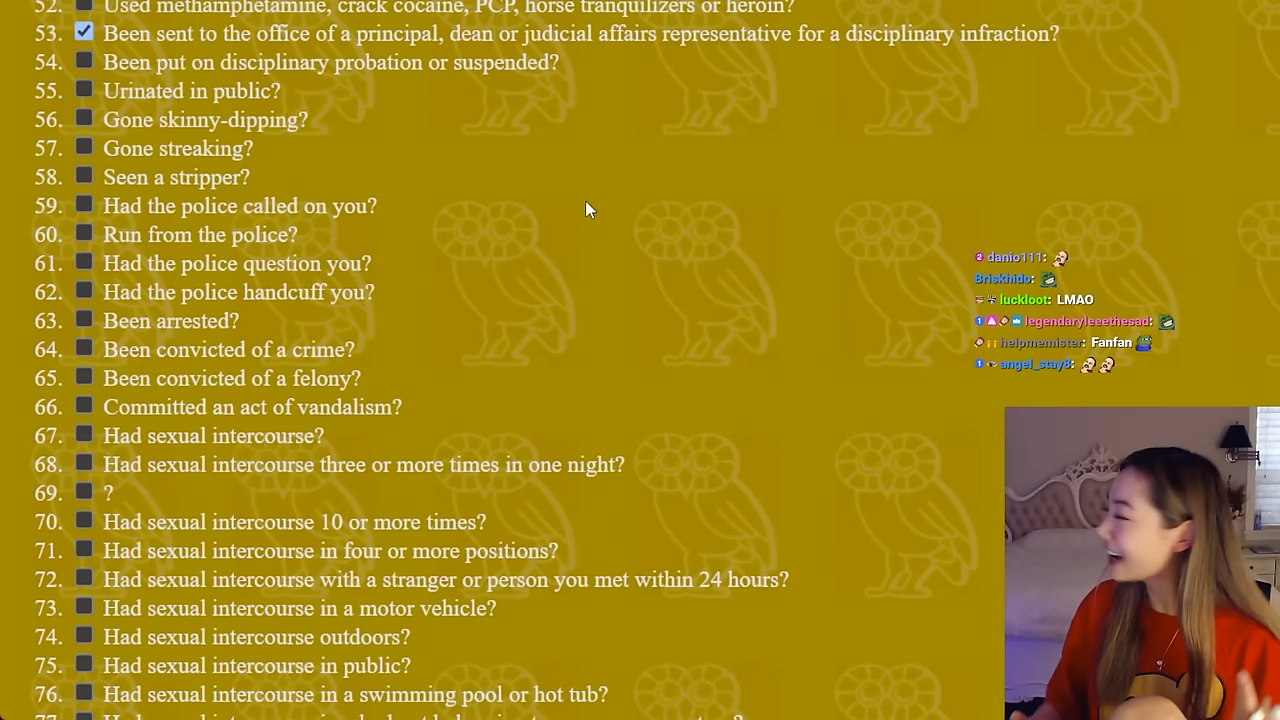 52. Used methamphetamine, crack cocaine, PCP, horse tranquilizers or heroin?
53. Been sent to the office of a principal, dean or judicial affairs representative for a disciplinary infraction?
54. Been put on disciplinary probation or suspended?
55. Urinated in public?
56. Gone skinny-dipping?
57. Gone streaking?
58. Seen a stripper?
59. Had the police called on you?
60. Run from the police?
61. Had the police question you?
62. Had the police handcuff you?
63. Been arrested?
64. Been convicted of a crime?
65. Been convicted of a felony?
66. Committed an act of vandalism?
67. Had sexual intercourse?
68. Had sexual intercourse three or more times in one night?
69. ?
70. Had sexual intercourse 10 or more times?
71. Had sexual intercourse in four or more positions?
72. Had sexual intercourse with a stranger or person you met within 24 hours?
73. Had sexual intercourse in a motor vehicle?
74. Had sexual intercourse outdoors?
75. Had sexual intercourse in public?
76. Had sexual intercourse in a swimming pool or hot tub?
danio111:
Briskhido:
luckloot: LMAO
legendaryleeethesad:
helpmemister: Fanfan
angel_stay8: